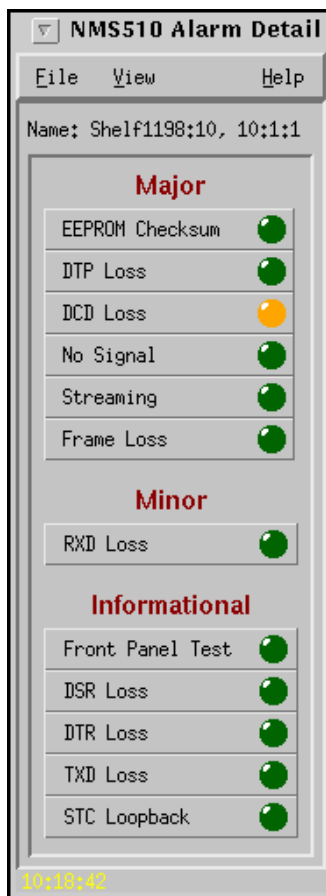 NMS510 Alarm Detail
File View Help
Name: Shelf1198:10, 10:1:1
Major
EEPROM Checksum
DTP Loss
DCD Loss
No Signal
Streaming
Frame Loss
Minor
RXD Loss
Informational
Front Panel Test
DSR Loss
DTR Loss
TXD Loss
STC Loopback
10:18:42